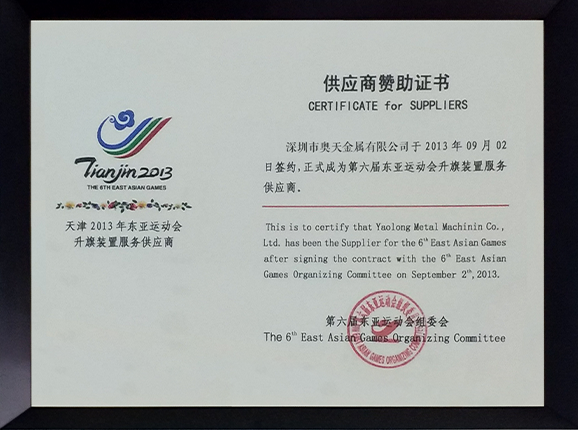 供应商赞助证书
CERTIFICATE for SUPPLIERS
Tianjin2013
THE 6TH EAST ASIAN GAMES
天津2013年东亚运动会
升旗装置服务供应商
深圳市奥天金属有限公司于2013年09月02
日签约,正式成为第六届东亚运动会升旗装置服务
供应商。
This is to certify that Yaolong Metal Machinin Co.,
Ltd. has been the Supplier for the 6th East Asian Games
after signing the contract with the 6th East Asian
Games Organizing Committee on September 2th,2013.
第六届东亚运动会组委会
The 6th East Asian Games Organizing Committee